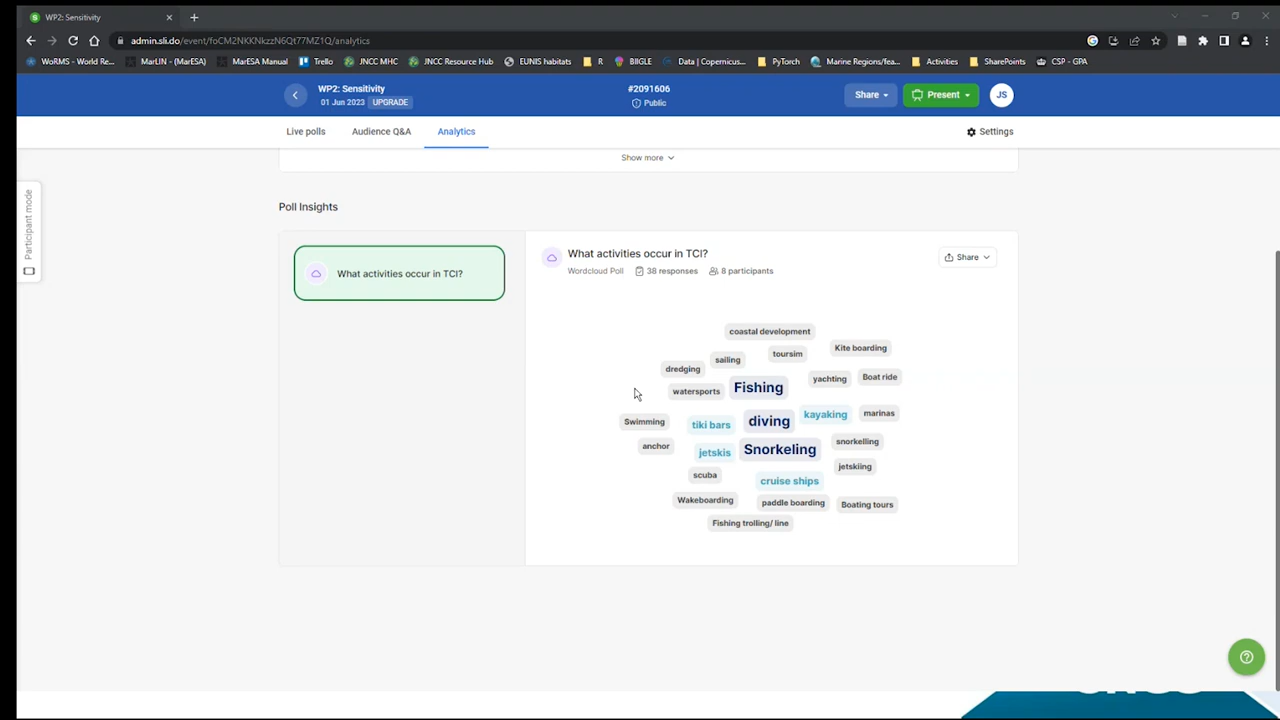 WP2: Sensitivity
admin.sli.do/event/foCM2NKKNkzzN6Qt77MZ1Q/analytics
WoRMS - World Re... MarLIN - (MarESA) MarESA Manual Trello JNCC MHC JNCC Resource Hub EUNIS habitats R BIIGLE Data | Copernicus... PyTorch Marine Regions/fea... Activities SharePoints CSP - GPA
WP2: Sensitivity
01 Jun 2023 UPGRADE
#2091606
Public
Share
Present
JS
Live polls Audience Q&A Analytics Settings
Participant mode
Show more
Poll Insights
What activities occur in TCI?
What activities occur in TCI?
Wordcloud Poll 38 responses 8 participants
Share
coastal development
Kite boarding
toursim
sailing
dredging
yachting Boat ride
watersports Fishing
Swimming tiki bars diving kayaking marinas
anchor jetskis Snorkeling snorkelling
jetskiing
scuba cruise ships
Wakeboarding paddle boarding Boating tours
Fishing trolling/ line